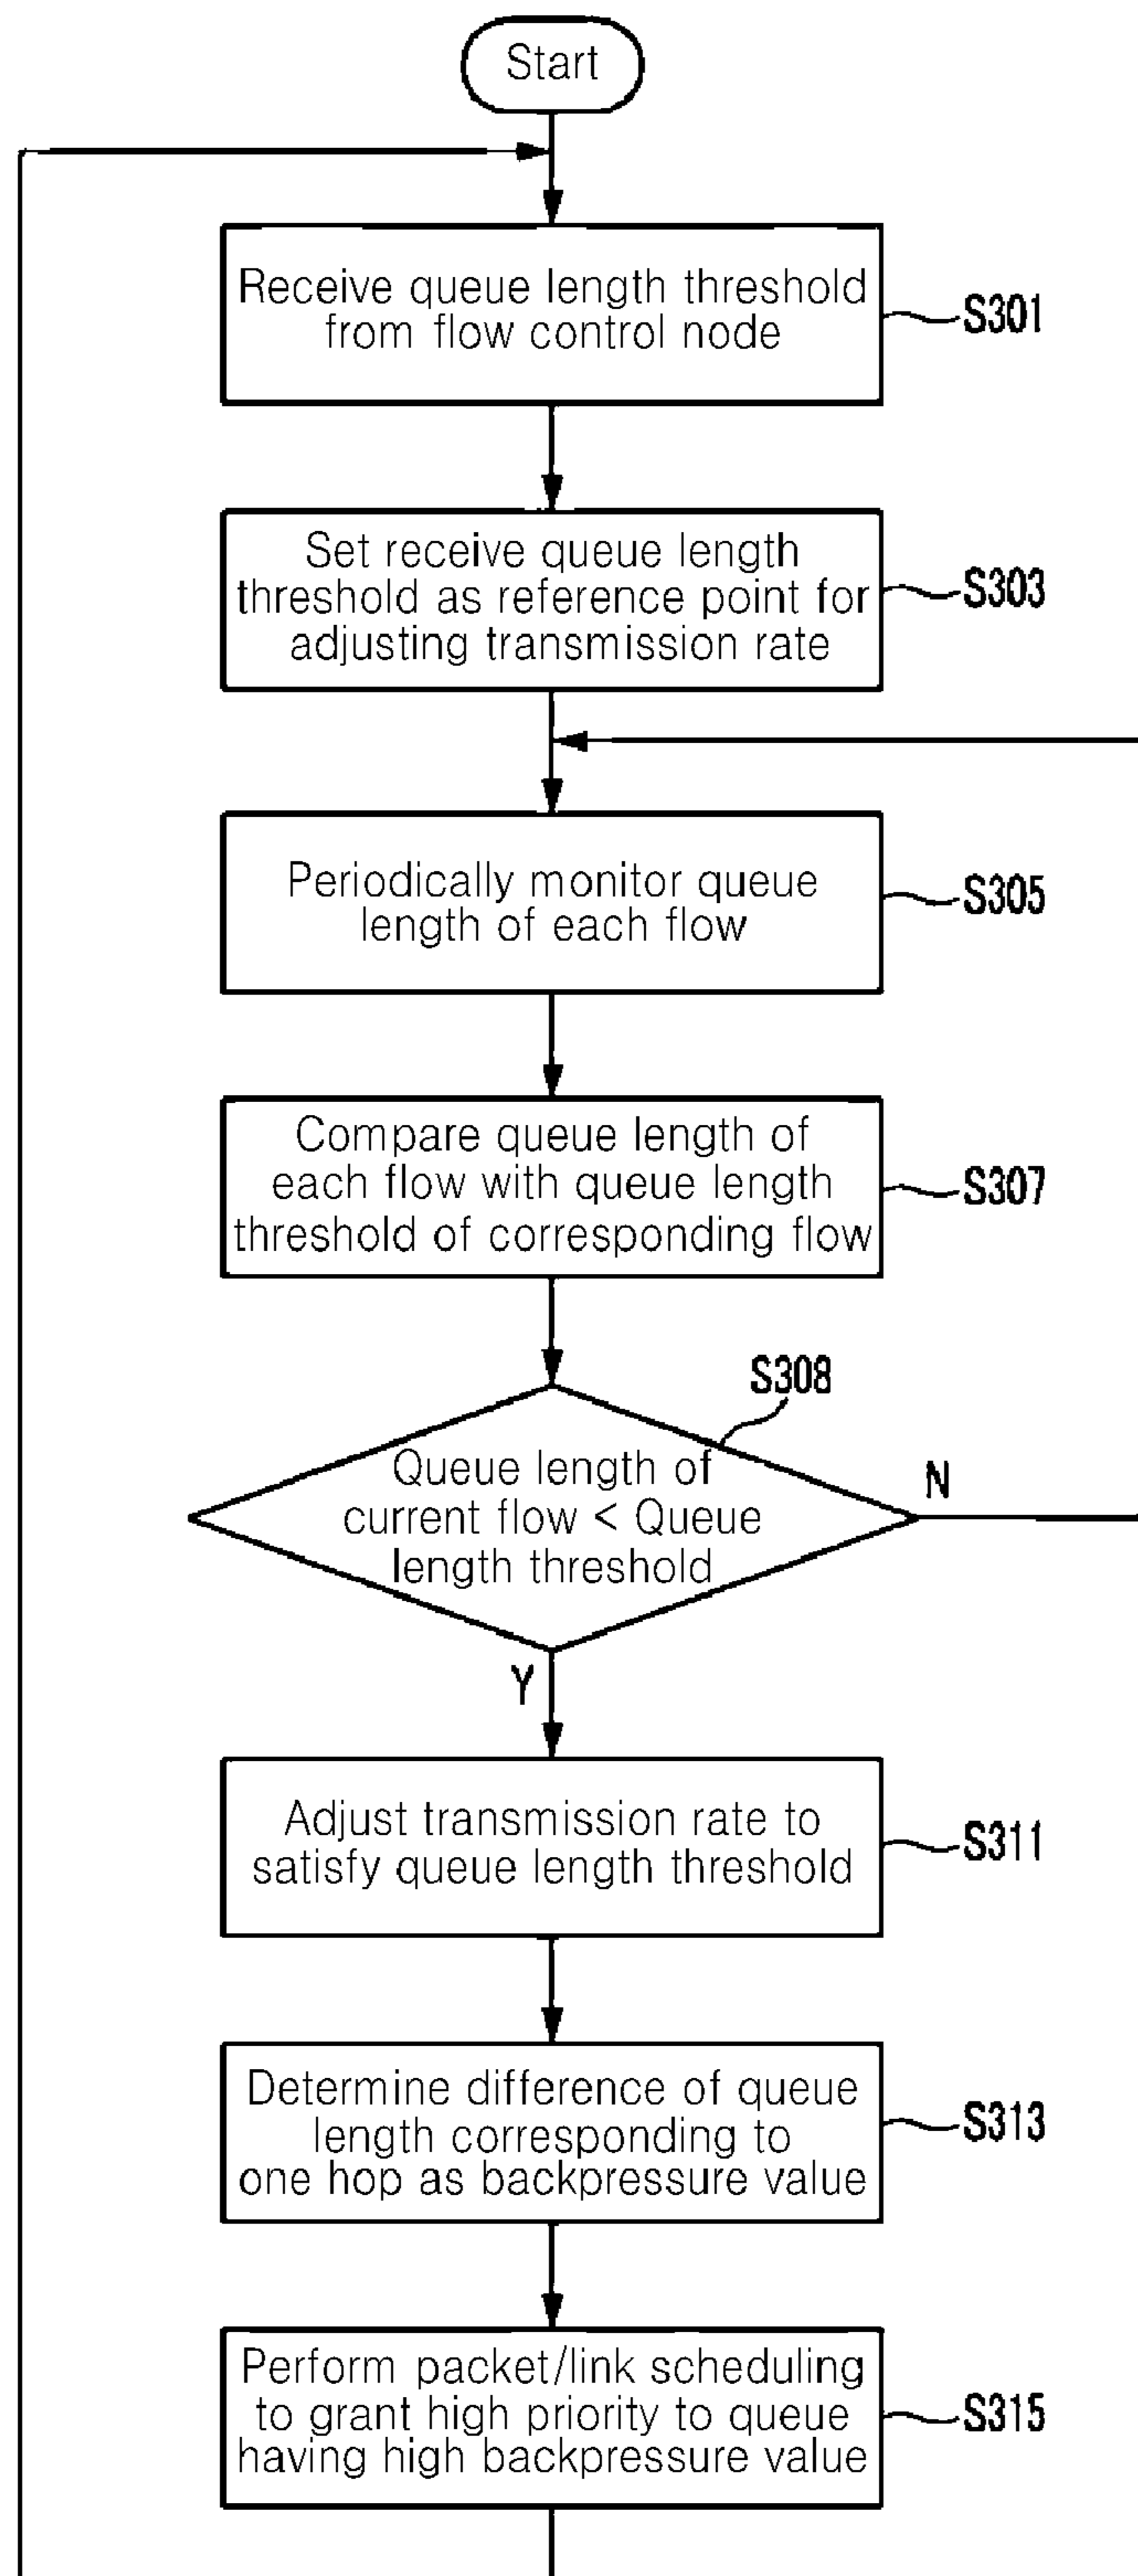 Start
Receive queue length threshold
from flow control node
S301
Set receive queue length
threshold as reference point for
adjusting transmission rate
S303
Periodically monitor queue
length of each flow
S305
Compare queue length of
each flow with queue length
threshold of corresponding flow
S307
S308
Queue length of
current flow < Queue
length threshold
N
Y
Adjust transmission rate to
satisfy queue length threshold
S311
Determine difference of queue
length corresponding to
one hop as backpressure value
S313
Perform packet/link scheduling
to grant high priority to queue
having high backpressure value
S315